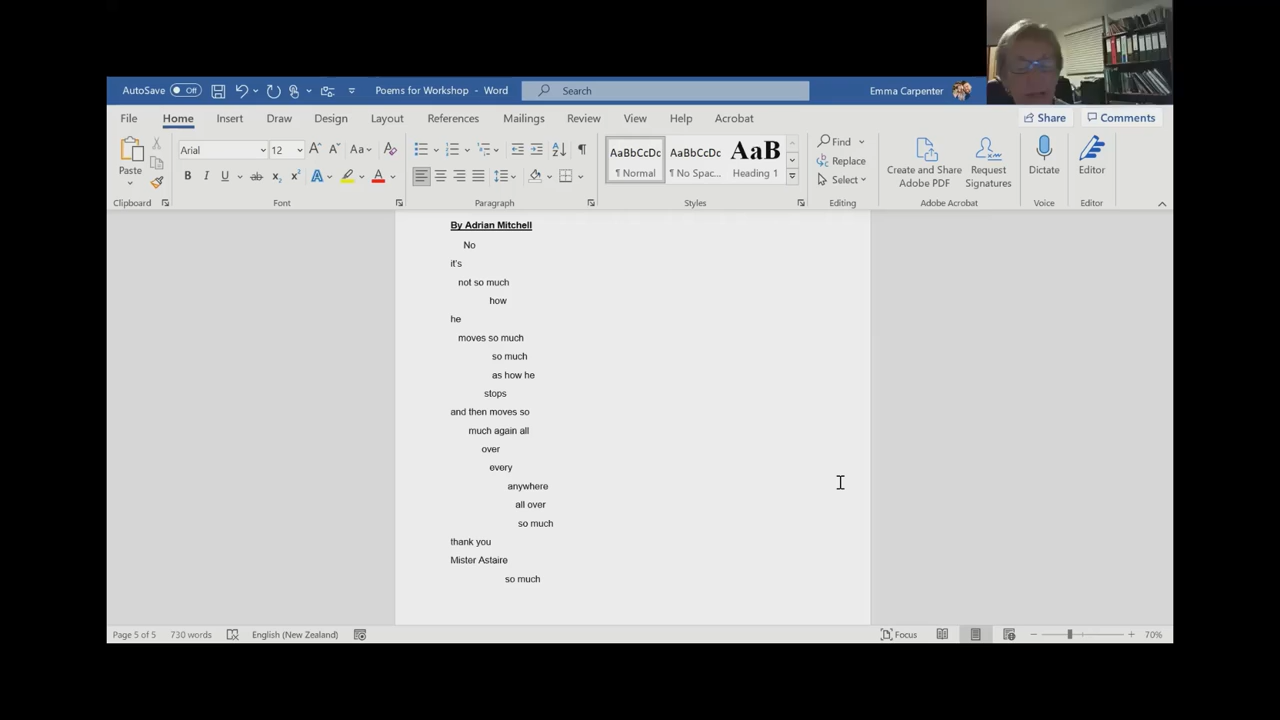 AutoSave Off Poems for Workshop - Word Search Emma Carpenter
File Home Insert Draw Design Layout References Mailings Review View Help Acrobat Share Comments
Paste Arial 12 Aa AaBbCcDc AaBbCcDc AaB Find Replace Select Create and Share Adobe PDF Request Signatures Dictate Editor
B I U ab x2 x2 A A ¶ Normal ¶ No Spac... Heading 1
Clipboard Font Paragraph Styles Editing Adobe Acrobat Voice Editor
By Adrian Mitchell
No
it's
not so much
how
he
moves so much
so much
as how he
stops
and then moves so
much again all
over
every
anywhere
all over
so much
thank you
Mister Astaire
so much
Page 5 of 5 730 words English (New Zealand) Focus 70%